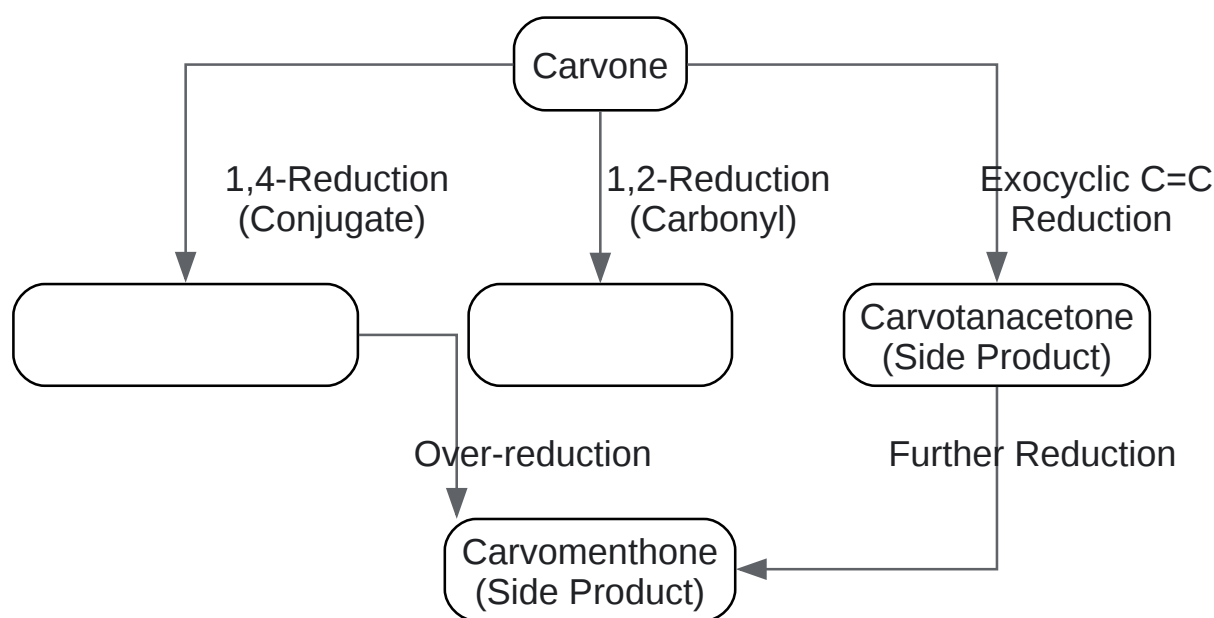 Carvone
1,4-Reduction
(Conjugate)
1,2-Reduction
(Carbonyl)
Exocyclic C=C
Reduction
Carvotanacetone
(Side Product)
Over-reduction
Further Reduction
Carvomenthone
(Side Product)